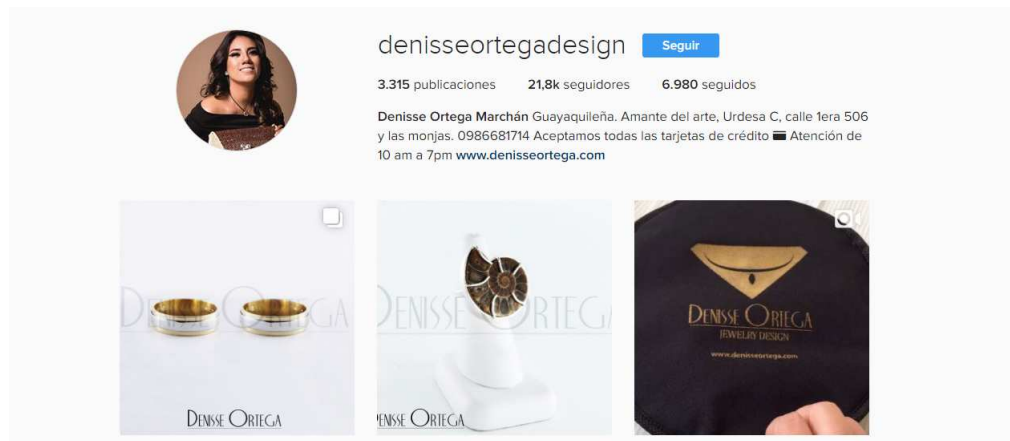 denisseortegadesign Seguir
3.315 publicaciones 21,8k seguidores 6.980 seguidos
Denisse Ortega Marchán Guayaquileña. Amante del arte, Urdesa C, calle 1era 506
y las monjas. 0986681714 Aceptamos todas las tarjetas de crédito 💳 Atención de
10 am a 7pm www.denisseortega.com
DENISSE ORTEGA
DENISSE ORTEGA
DENISSE ORTEGA
ENISSE ORTEGA
DENISSE ORTEGA
JEWELRY DESIGN
www.denisseortega.com